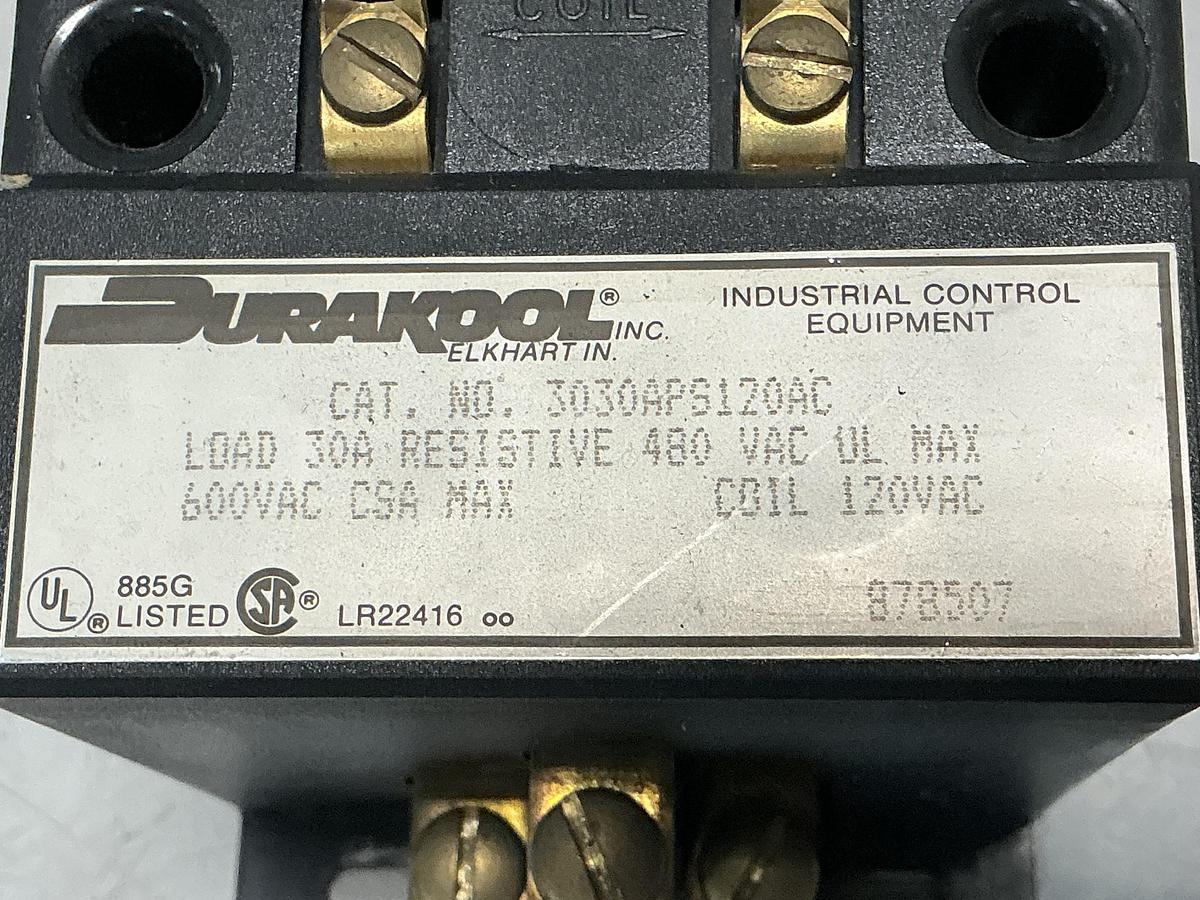 COIL
DURAKOOL® INC.
ELKHART IN.
INDUSTRIAL CONTROL
EQUIPMENT
CAT. NO. 3030APS120AC
LOAD 30A RESISTIVE 480 VAC UL MAX
600VAC CSA MAX COIL 120VAC
UL® 885G
LISTED
SA® LR22416 oo
878507